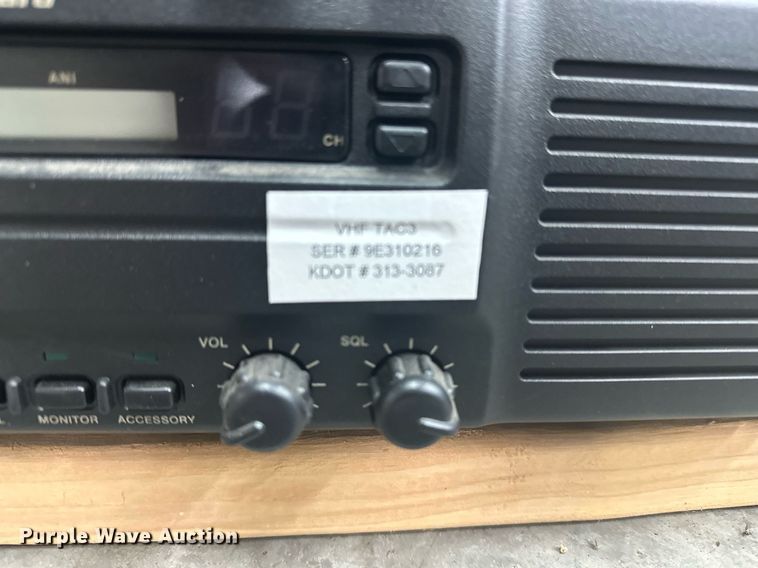 ANI
CH
VHF TAC3
SER # 9E310216
KDOT # 313-3087
VOL
SQL
MONITOR
ACCESSORY
Purple Wave Auction